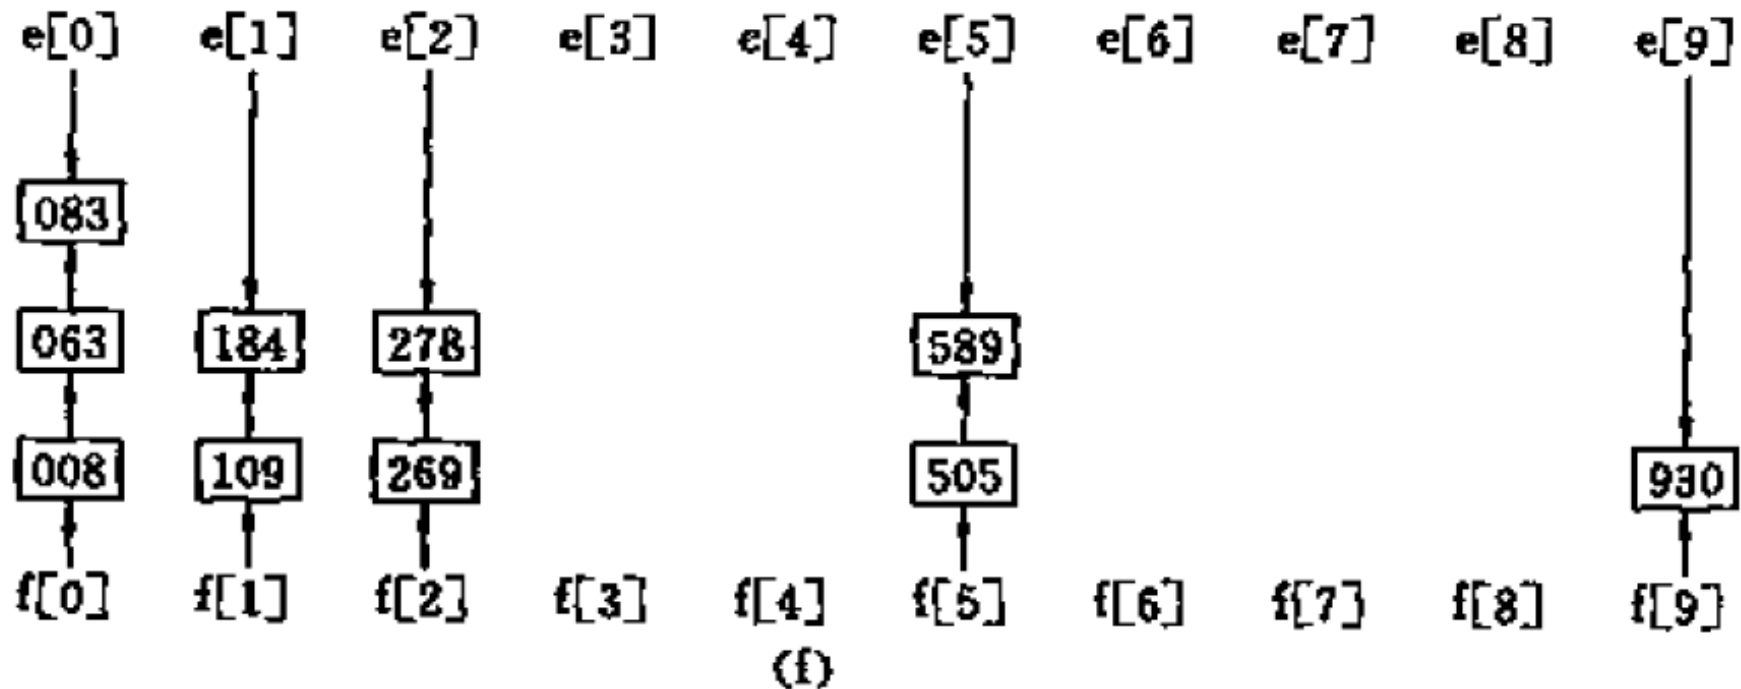 e[0] e[1] e[2] e[3] e[4] e[5] e[6] e[7] e[8] e[9]
083
063 184 278 589
008 109 269 505 930
f[0] f[1] f[2] f[3] f[4] f[5] f[6] f[7] f[8] f[9]
(f)